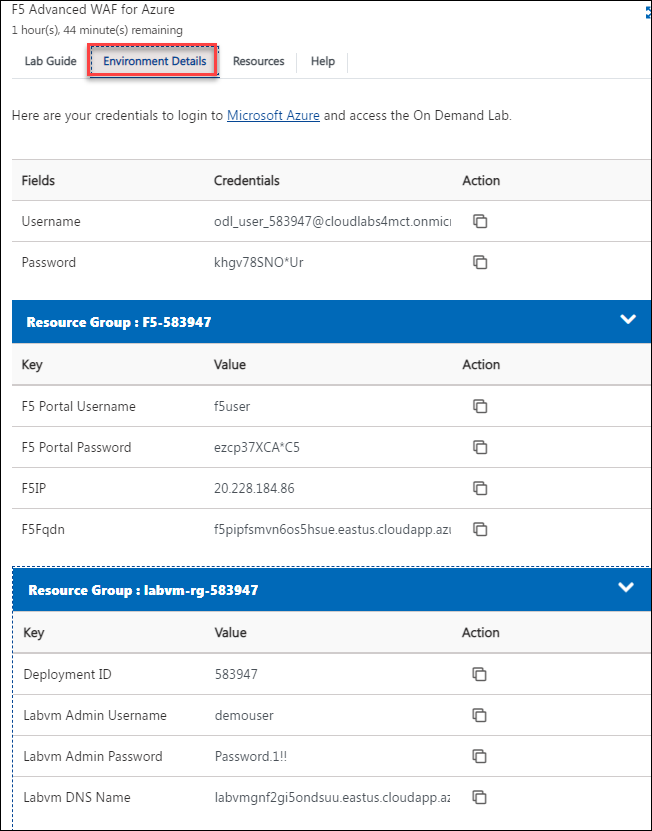 F5 Advanced WAF for Azure
1 hour(s), 44 minute(s) remaining
Lab Guide Environment Details Resources Help
Here are your credentials to login to Microsoft Azure and access the On Demand Lab.
Fields Credentials Action
Username odl_user_583947@cloudlabs4mct.onmicr
Password khgv78SNO*Ur
Resource Group : F5-583947
Key Value Action
F5 Portal Username f5user
F5 Portal Password ezcp37XCA*C5
F5IP 20.228.184.86
F5Fqdn f5pipfsmvn6os5hsue.eastus.cloudapp.azu
Resource Group : labvm-rg-583947
Key Value Action
Deployment ID 583947
Labvm Admin Username demouser
Labvm Admin Password Password.1!!
Labvm DNS Name labvmgnf2gi5ondsuu.eastus.cloudapp.az